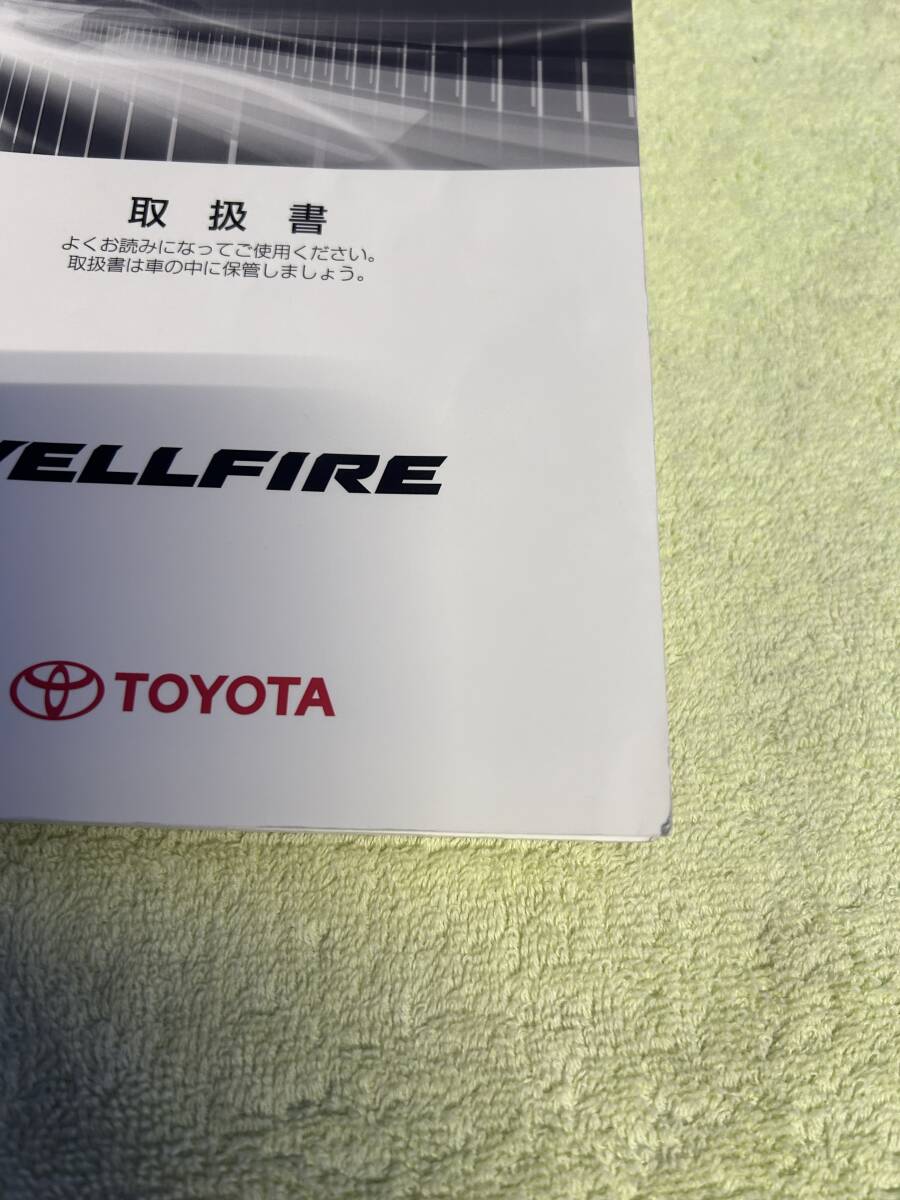 取扱書
よくお読みになってご使用ください。
取扱書は車の中に保管しましょう。
VELLFIRE
TOYOTA